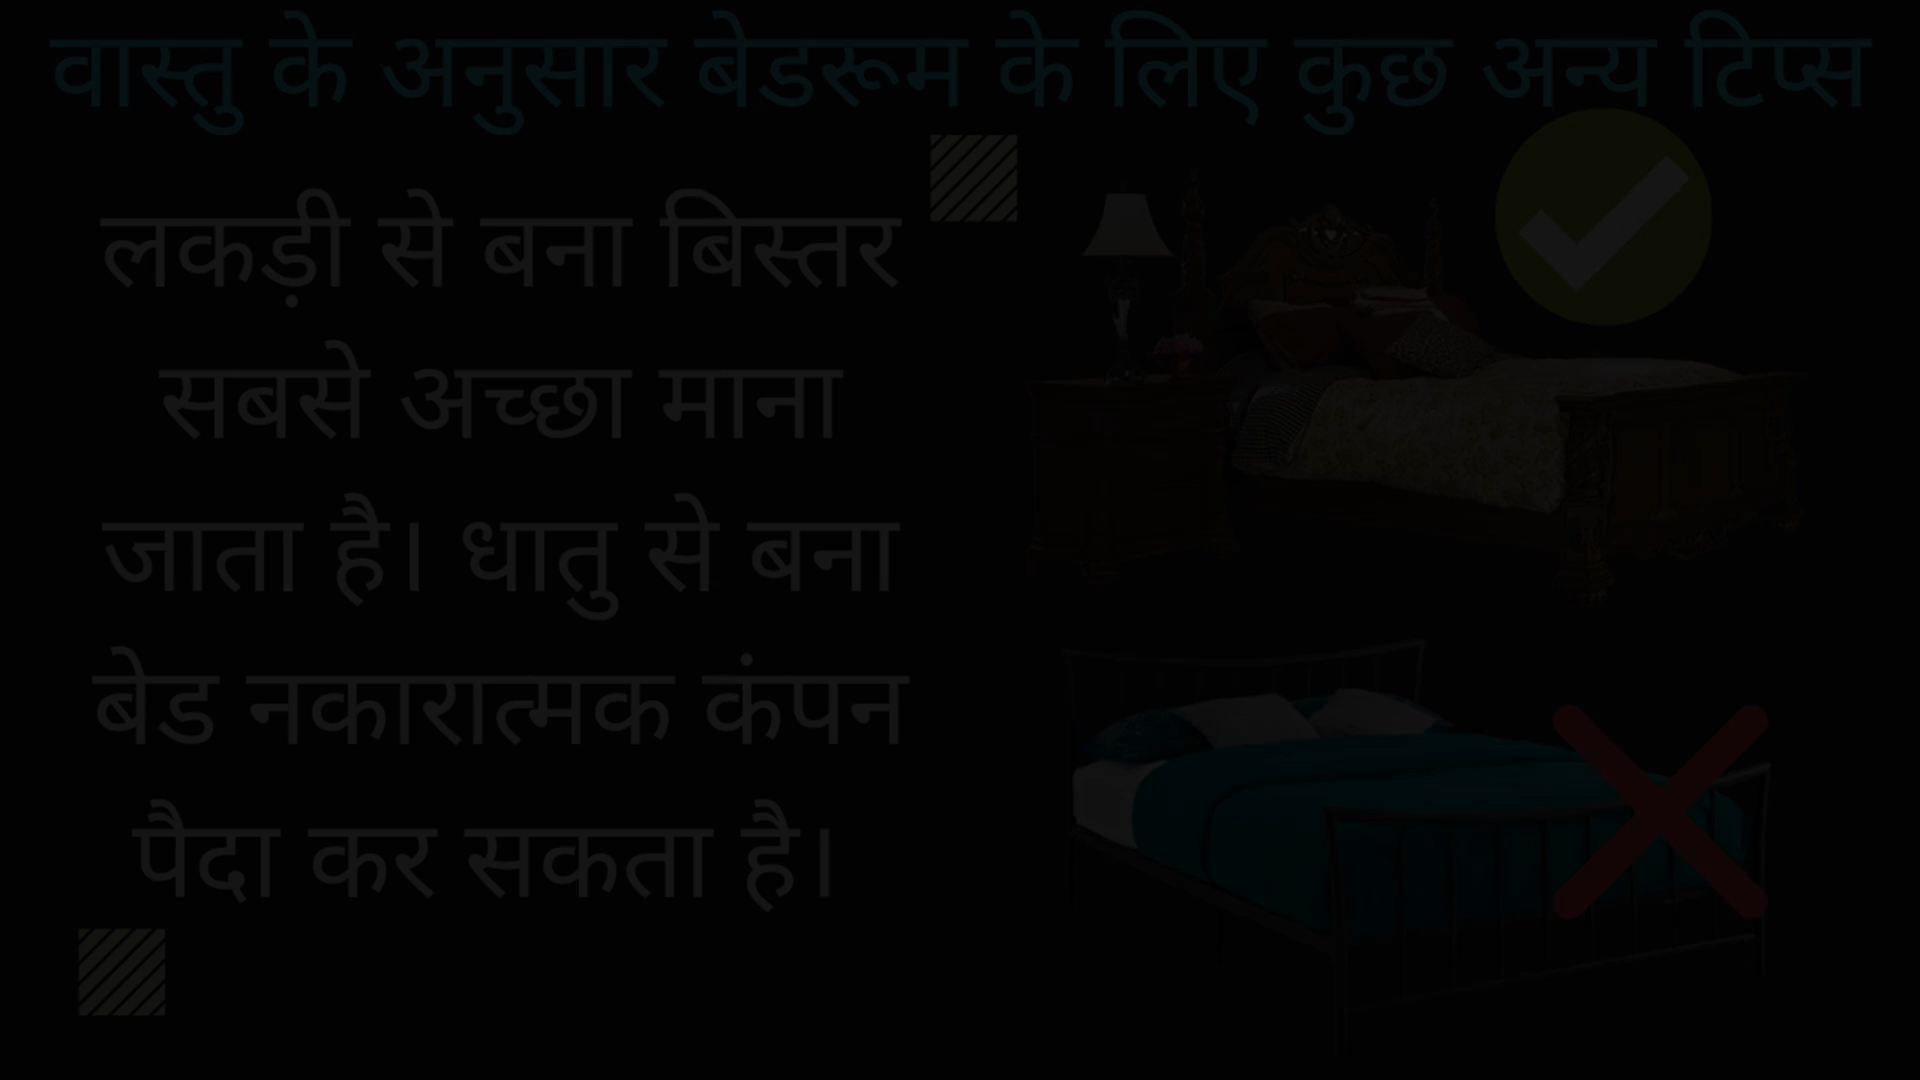 वास्तु के अनुसार बेडरूम के लिए कुछ अन्य टिप्स
लकड़ी से बना बिस्तर
सबसे अच्छा माना
जाता है। धातु से बना
बेड नकारात्मक कंपन
पैदा कर सकता है।